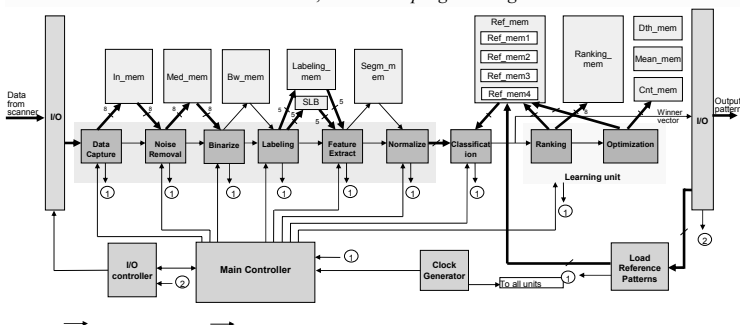 Ref_mem
Ref_mem1
Ref_mem2
Ref_mem3
Ref_mem4
Ranking_
mem
Dth_mem
Mean_mem
Cnt_mem
In_mem
Med_mem
Bw_mem
Labeling_
mem
SLB
Segm_m
em
8
8
8
8
5
5
5
5
Data
from
scanner
I/O
Data
Capture
Noise
Removal
Binarize
Labeling
Feature
Extract
Normalize
Classificat
ion
Ranking
Optimization
Learning unit
Winner
vector
I/O
Output
pattern
1
1
1
1
1
1
1
1
2
I/O
controller
2
Main Controller
1
Clock
Generator
To all units
1
Load
Reference
Patterns